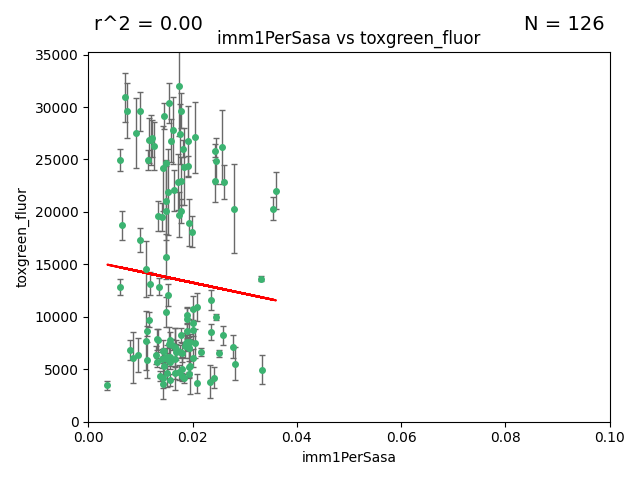 r^2 = 0.00
N = 126
imm1PerSasa vs toxgreen_fluor
35000
30000
25000
20000
15000
10000
5000
0
toxgreen_fluor
0.00
0.02
0.04
0.06
0.08
0.10
imm1PerSasa